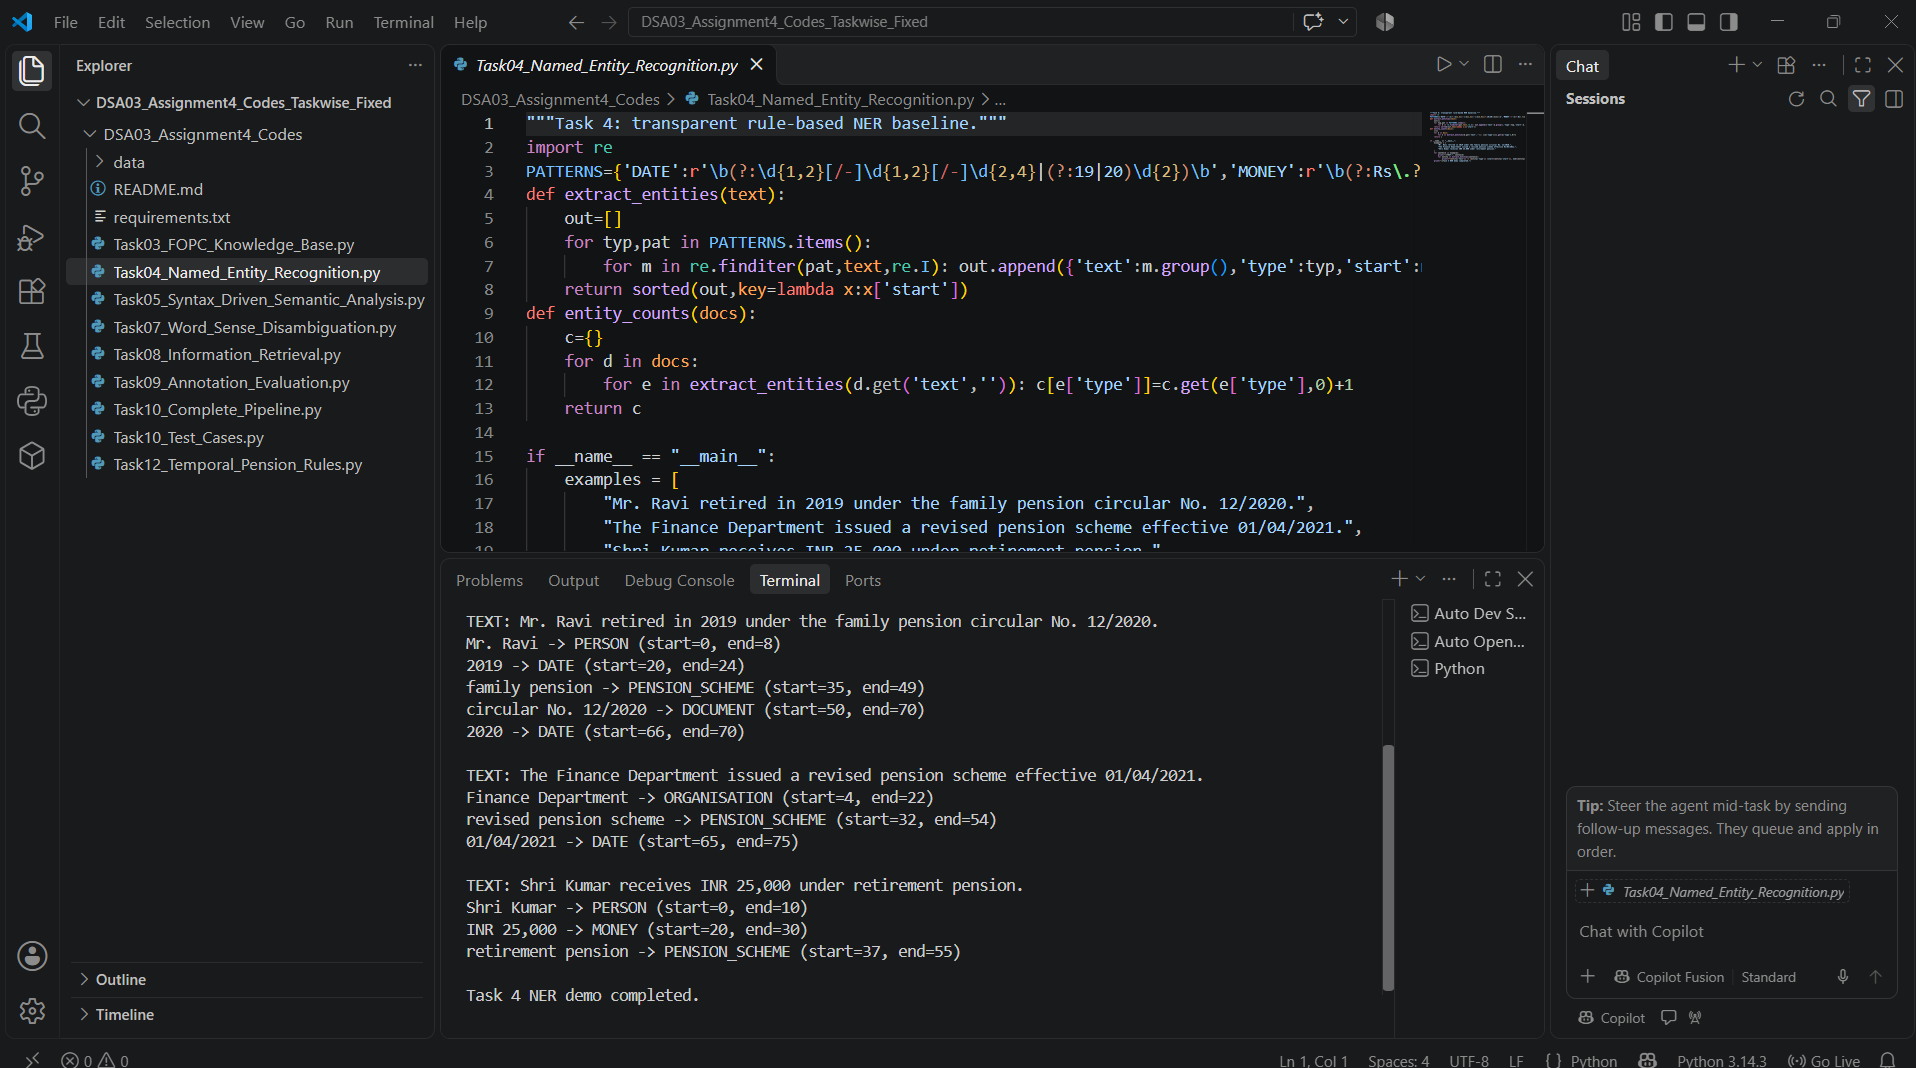 File Edit Selection View Go Run Terminal Help
DSA03_Assignment4_Codes_Taskwise_Fixed
Explorer
DSA03_Assignment4_Codes_Taskwise_Fixed
DSA03_Assignment4_Codes
data
README.md
requirements.txt
Task03_FOPC_Knowledge_Base.py
Task04_Named_Entity_Recognition.py
Task05_Syntax_Driven_Semantic_Analysis.py
Task07_Word_Sense_Disambiguation.py
Task08_Information_Retrieval.py
Task09_Annotation_Evaluation.py
Task10_Complete_Pipeline.py
Task10_Test_Cases.py
Task12_Temporal_Pension_Rules.py
Outline
Timeline
Task04_Named_Entity_Recognition.py
DSA03_Assignment4_Codes > Task04_Named_Entity_Recognition.py > ...
1 """Task 4: transparent rule-based NER baseline."""
2 import re
3 PATTERNS={'DATE':r'\b(?:\d{1,2}[/-]\d{1,2}[/-]\d{2,4}|(?:19|20)\d{2})\b','MONEY':r'\b(?:Rs\.?
4 def extract_entities(text):
5 out=[]
6 for typ,pat in PATTERNS.items():
7 for m in re.finditer(pat,text,re.I): out.append({'text':m.group(),'type':typ,'start':
8 return sorted(out,key=lambda x:x['start'])
9 def entity_counts(docs):
10 c={}
11 for d in docs:
12 for e in extract_entities(d.get('text','')): c[e['type']]=c.get(e['type'],0)+1
13 return c
14
15 if __name__ == "__main__":
16 examples = [
17 "Mr. Ravi retired in 2019 under the family pension circular No. 12/2020.",
18 "The Finance Department issued a revised pension scheme effective 01/04/2021.",
19 "Shri Kumar receives INR 25,000 under retirement pension."
Problems Output Debug Console Terminal Ports
TEXT: Mr. Ravi retired in 2019 under the family pension circular No. 12/2020.
Mr. Ravi -> PERSON (start=0, end=8)
2019 -> DATE (start=20, end=24)
family pension -> PENSION_SCHEME (start=35, end=49)
circular No. 12/2020 -> DOCUMENT (start=50, end=70)
2020 -> DATE (start=66, end=70)
TEXT: The Finance Department issued a revised pension scheme effective 01/04/2021.
Finance Department -> ORGANISATION (start=4, end=22)
revised pension scheme -> PENSION_SCHEME (start=32, end=54)
01/04/2021 -> DATE (start=65, end=75)
TEXT: Shri Kumar receives INR 25,000 under retirement pension.
Shri Kumar -> PERSON (start=0, end=10)
INR 25,000 -> MONEY (start=20, end=30)
retirement pension -> PENSION_SCHEME (start=37, end=55)
Task 4 NER demo completed.
Auto Dev S...
Auto Open...
Python
Chat
Sessions
Tip: Steer the agent mid-task by sending
follow-up messages. They queue and apply in
order.
Task04_Named_Entity_Recognition.py
Chat with Copilot
Copilot Fusion Standard
Copilot
0 0
Ln 1, Col 1 Spaces: 4 UTF-8 LF { } Python Python 3.14.3 Go Live